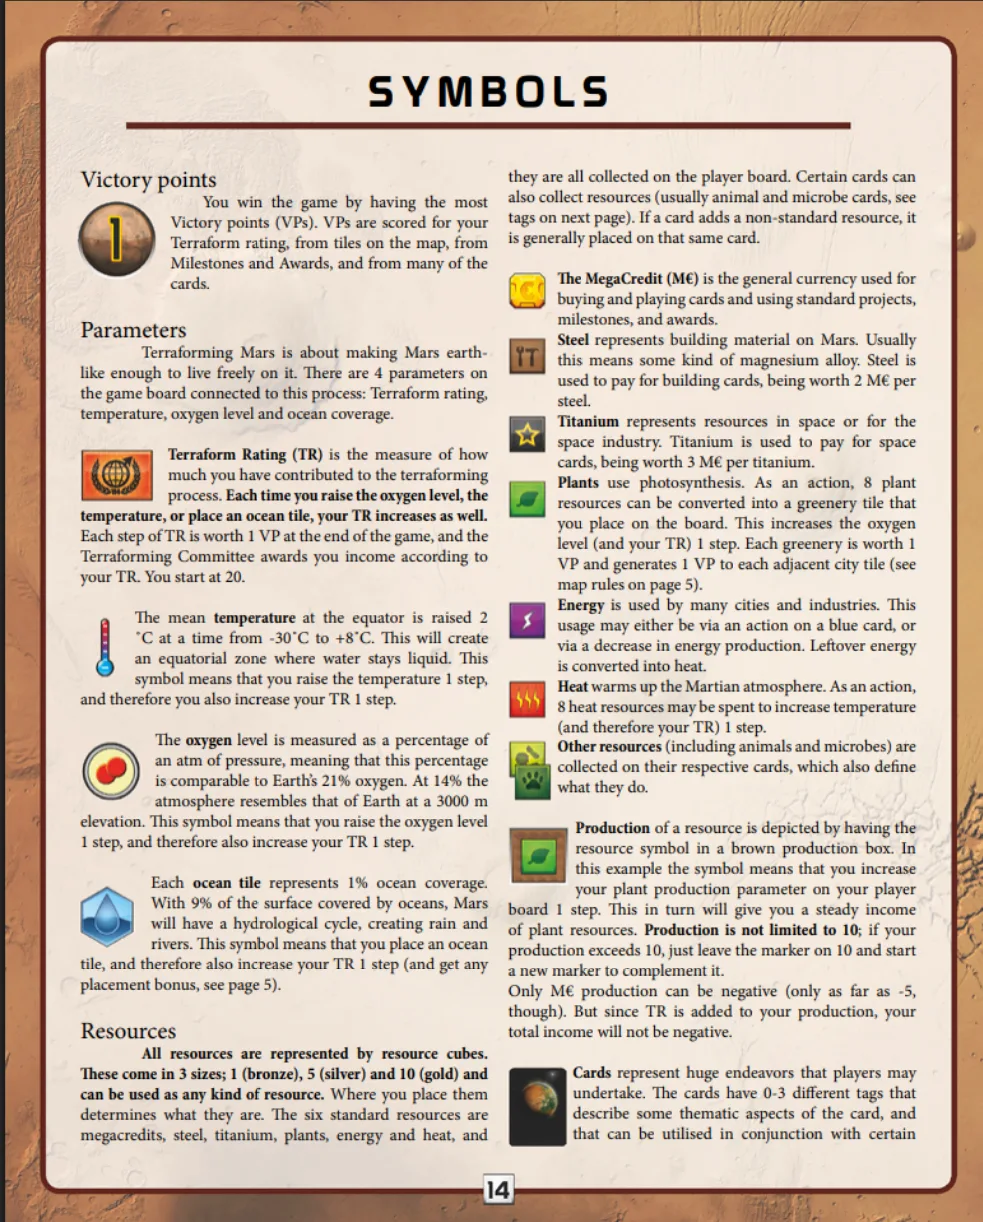 SYMBOLS
Victory points
1
You win the game by having the most
Victory points (VPs). VPs are scored for your
Terraform rating, from tiles on the map, from
Milestones and Awards, and from many of the
cards.
Parameters
Terraforming Mars is about making Mars earth-
like enough to live freely on it. There are 4 parameters on
the game board connected to this process: Terraform rating,
temperature, oxygen level and ocean coverage.
Terraform Rating (TR) is the measure of how
much you have contributed to the terraforming
process. Each time you raise the oxygen level, the
temperature, or place an ocean tile, your TR increases as well.
Each step of TR is worth 1 VP at the end of the game, and the
Terraforming Committee awards you income according to
your TR. You start at 20.
The mean temperature at the equator is raised 2
˚C at a time from -30˚C to +8˚C. This will create
an equatorial zone where water stays liquid. This
symbol means that you raise the temperature 1 step,
and therefore you also increase your TR 1 step.
The oxygen level is measured as a percentage of
an atm of pressure, meaning that this percentage
is comparable to Earth's 21% oxygen. At 14% the
atmosphere resembles that of Earth at a 3000 m
elevation. This symbol means that you raise the oxygen level
1 step, and therefore also increase your TR 1 step.
Each ocean tile represents 1% ocean coverage.
With 9% of the surface covered by oceans, Mars
will have a hydrological cycle, creating rain and
rivers. This symbol means that you place an ocean
tile, and therefore also increase your TR 1 step (and get any
placement bonus, see page 5).
Resources
All resources are represented by resource cubes.
These come in 3 sizes; 1 (bronze), 5 (silver) and 10 (gold) and
can be used as any kind of resource. Where you place them
determines what they are. The six standard resources are
megacredits, steel, titanium, plants, energy and heat, and
they are all collected on the player board. Certain cards can
also collect resources (usually animal and microbe cards, see
tags on next page). If a card adds a non-standard resource, it
is generally placed on that same card.
The MegaCredit (M€) is the general currency used for
buying and playing cards and using standard projects,
milestones, and awards.
Steel represents building material on Mars. Usually
this means some kind of magnesium alloy. Steel is
used to pay for building cards, being worth 2 M€ per
steel.
Titanium represents resources in space or for the
space industry. Titanium is used to pay for space
cards, being worth 3 M€ per titanium.
Plants use photosynthesis. As an action, 8 plant
resources can be converted into a greenery tile that
you place on the board. This increases the oxygen
level (and your TR) 1 step. Each greenery is worth 1
VP and generates 1 VP to each adjacent city tile (see
map rules on page 5).
Energy is used by many cities and industries. This
usage may either be via an action on a blue card, or
via a decrease in energy production. Leftover energy
is converted into heat.
Heat warms up the Martian atmosphere. As an action,
8 heat resources may be spent to increase temperature
(and therefore your TR) 1 step.
Other resources (including animals and microbes) are
collected on their respective cards, which also define
what they do.
Production of a resource is depicted by having the
resource symbol in a brown production box. In
this example the symbol means that you increase
your plant production parameter on your player
board 1 step. This in turn will give you a steady income
of plant resources. Production is not limited to 10; if your
production exceeds 10, just leave the marker on 10 and start
a new marker to complement it.
Only M€ production can be negative (only as far as -5,
though). But since TR is added to your production, your
total income will not be negative.
Cards represent huge endeavors that players may
undertake. The cards have 0-3 different tags that
describe some thematic aspects of the card, and
that can be utilised in conjunction with certain
14